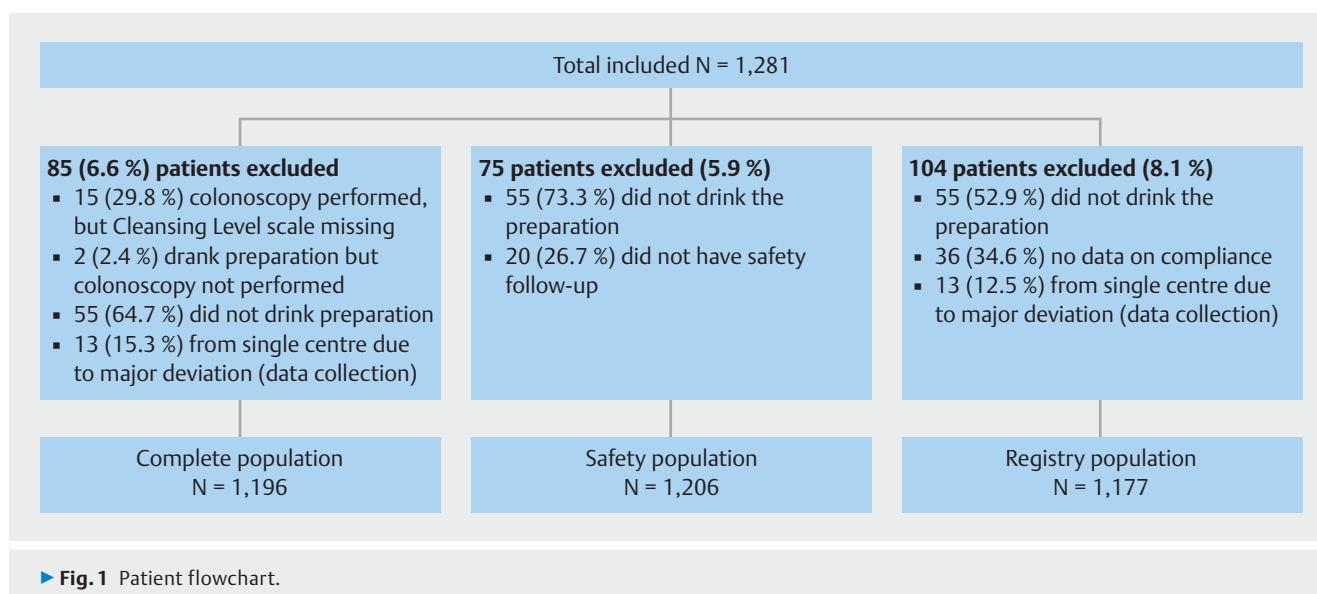 Total included N = 1,281
85 (6.6 %) patients excluded
▪ 15 (29.8 %) colonoscopy performed,
but Cleansing Level scale missing
▪ 2 (2.4 %) drank preparation but
colonoscopy not performed
▪ 55 (64.7 %) did not drink preparation
▪ 13 (15.3 %) from single centre due
to major deviation (data collection)
75 patients excluded (5.9 %)
▪ 55 (73.3 %) did not drink the
preparation
▪ 20 (26.7 %) did not have safety
follow-up
104 patients excluded (8.1 %)
▪ 55 (52.9 %) did not drink the
preparation
▪ 36 (34.6 %) no data on compliance
▪ 13 (12.5 %) from single centre due
to major deviation (data collection)
Complete population
N = 1,196
Safety population
N = 1,206
Registry population
N = 1,177
▶ Fig. 1 Patient flowchart.